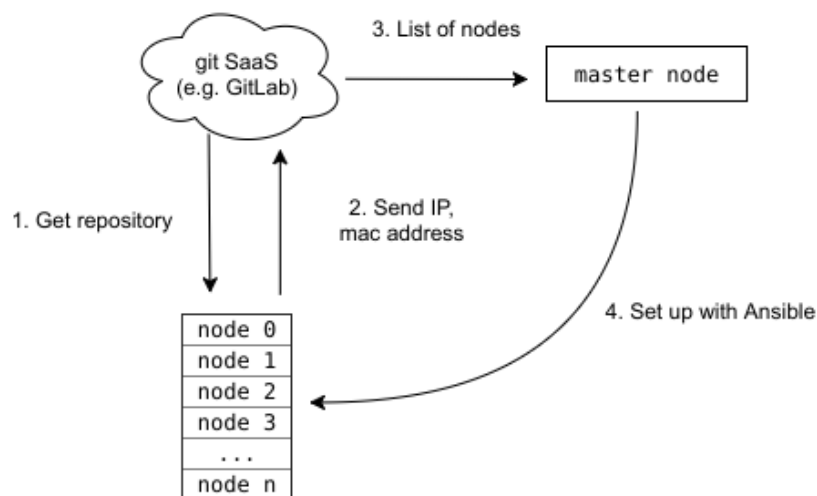 3. List of nodes
git SaaS
(e.g. GitLab)
master node
1. Get repository
2. Send IP,
mac address
4. Set up with Ansible
node 0
node 1
node 2
node 3
...
node n